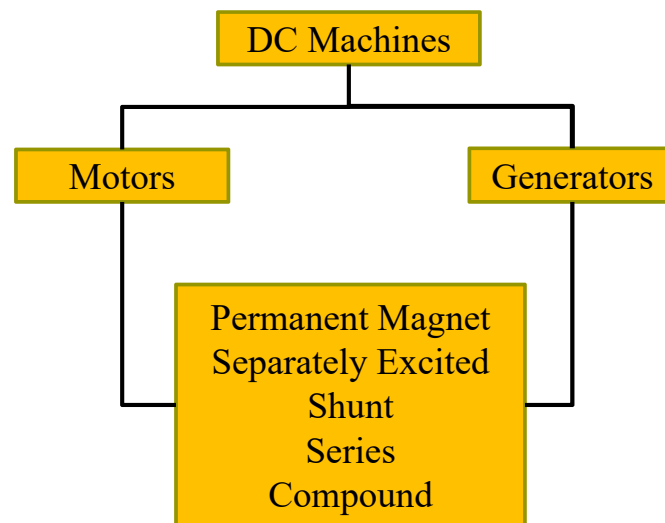 DC Machines
Motors
Generators
Permanent Magnet
Separately Excited
Shunt
Series
Compound